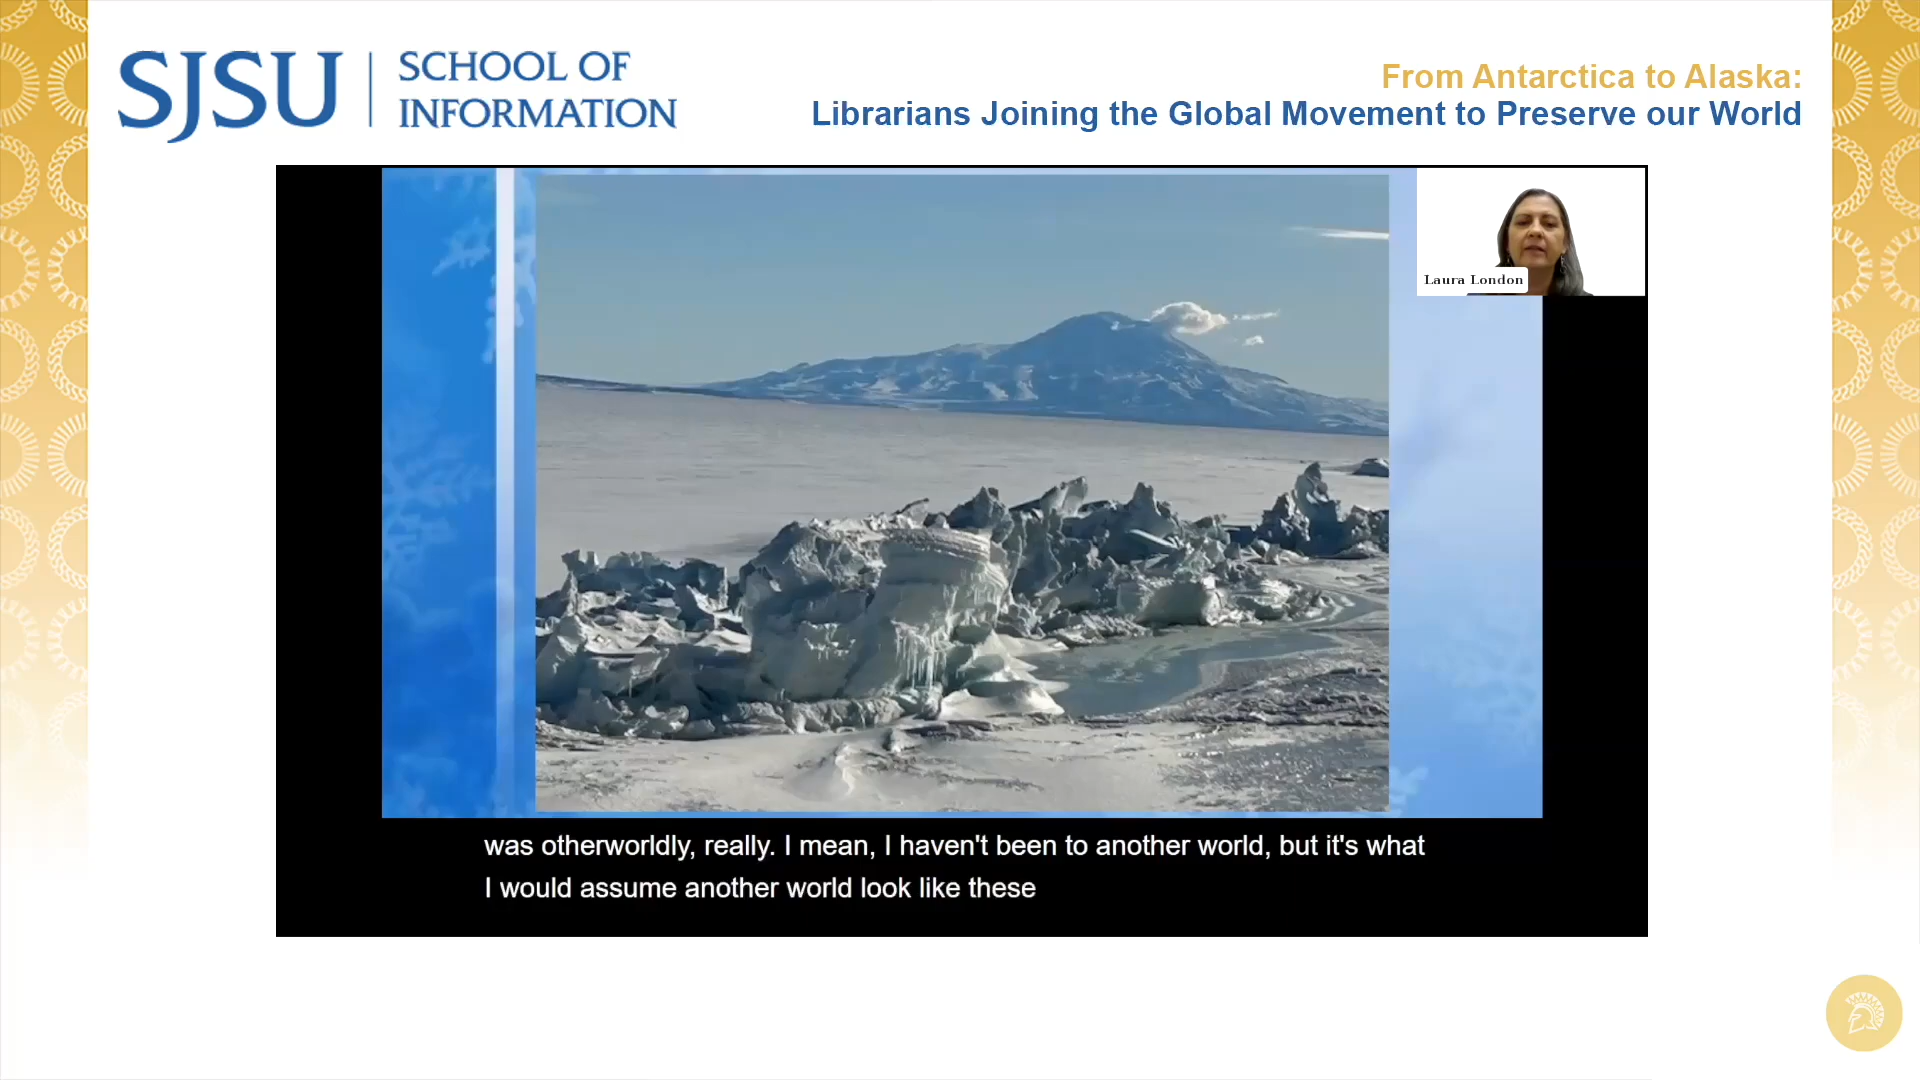 SJSU
SCHOOL OF
INFORMATION
From Antarctica to Alaska:
Librarians Joining the Global Movement to Preserve our World
Laura London
was otherworldly, really. I mean, I haven't been to another world, but it's what
I would assume another world look like these